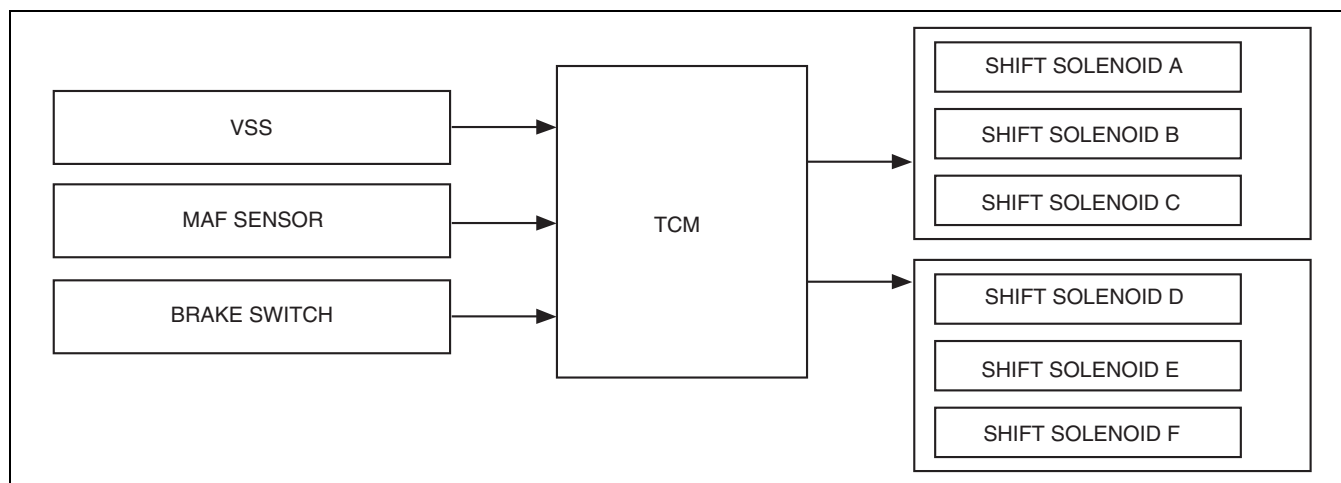 VSS
MAF SENSOR
BRAKE SWITCH
TCM
SHIFT SOLENOID A
SHIFT SOLENOID B
SHIFT SOLENOID C
SHIFT SOLENOID D
SHIFT SOLENOID E
SHIFT SOLENOID F